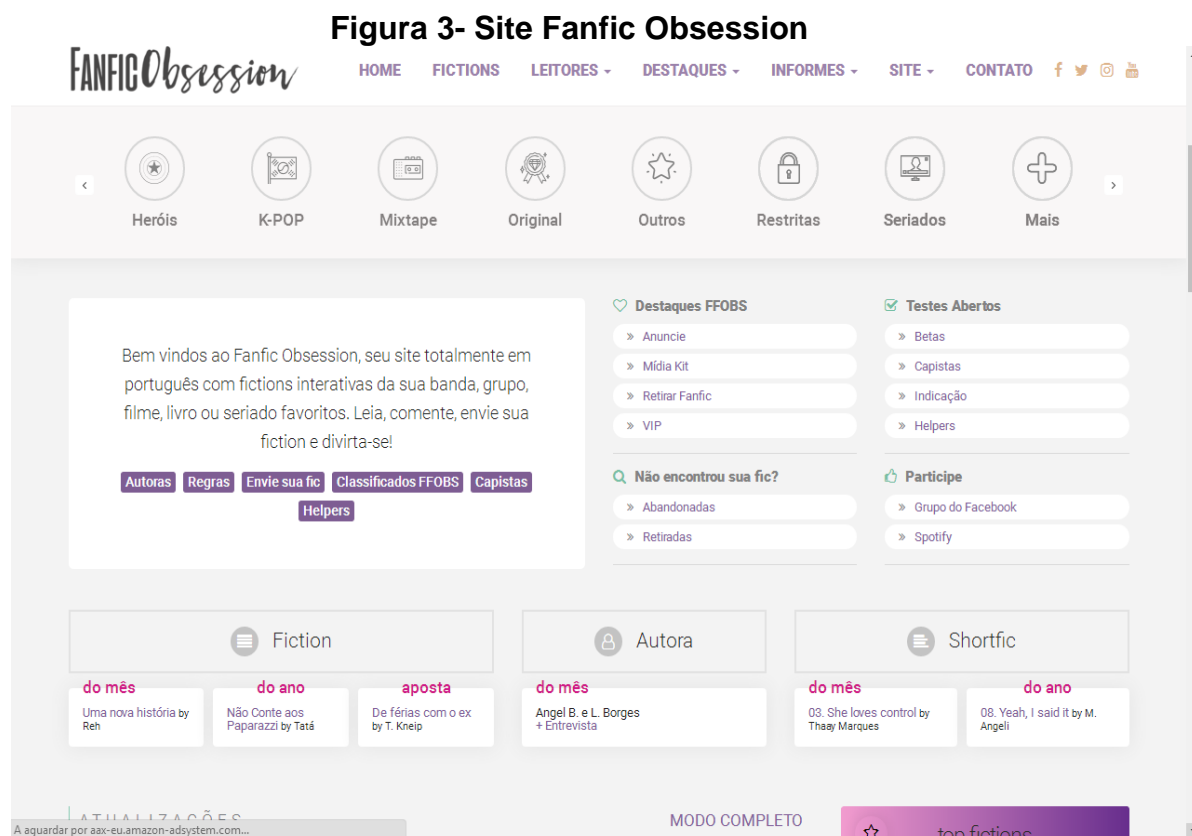 Figura 3- Site Fanfic Obsession
FANFIC Obsession
HOME FICTIONS LEITORES DESTAQUES INFORMES SITE CONTATO
Heróis K-POP Mixtape Original Outros Restritas Seriados Mais
Bem vindos ao Fanfic Obsession, seu site totalmente em
português com fictions interativas da sua banda, grupo,
filme, livro ou seriado favoritos. Leia, comente, envie sua
fiction e divirta-se!
Autoras Regras Envie sua fic Classificados FFOBS Capistas
Helpers
Destaques FFOBS
» Anuncie
» Mídia Kit
» Retirar Fanfic
» VIP
Testes Abertos
» Betas
» Capistas
» Indicação
» Helpers
Não encontrou sua fic?
» Abandonadas
» Retiradas
Participe
» Grupo do Facebook
» Spotify
Fiction
do mês
Uma nova história by
Reh
do ano
Não Conte aos
Paparazzi by Tatá
aposta
De férias com o ex
by T. Kneip
Autora
do mês
Angel B. e L. Borges
+ Entrevista
Shortfic
do mês
03. She loves control by
Thaay Marques
do ano
08. Yeah, I said it by M.
Angeli
ATUALIZAÇÕES
MODO COMPLETO
top fictions
A aguardar por aax-eu.amazon-adsystem.com...